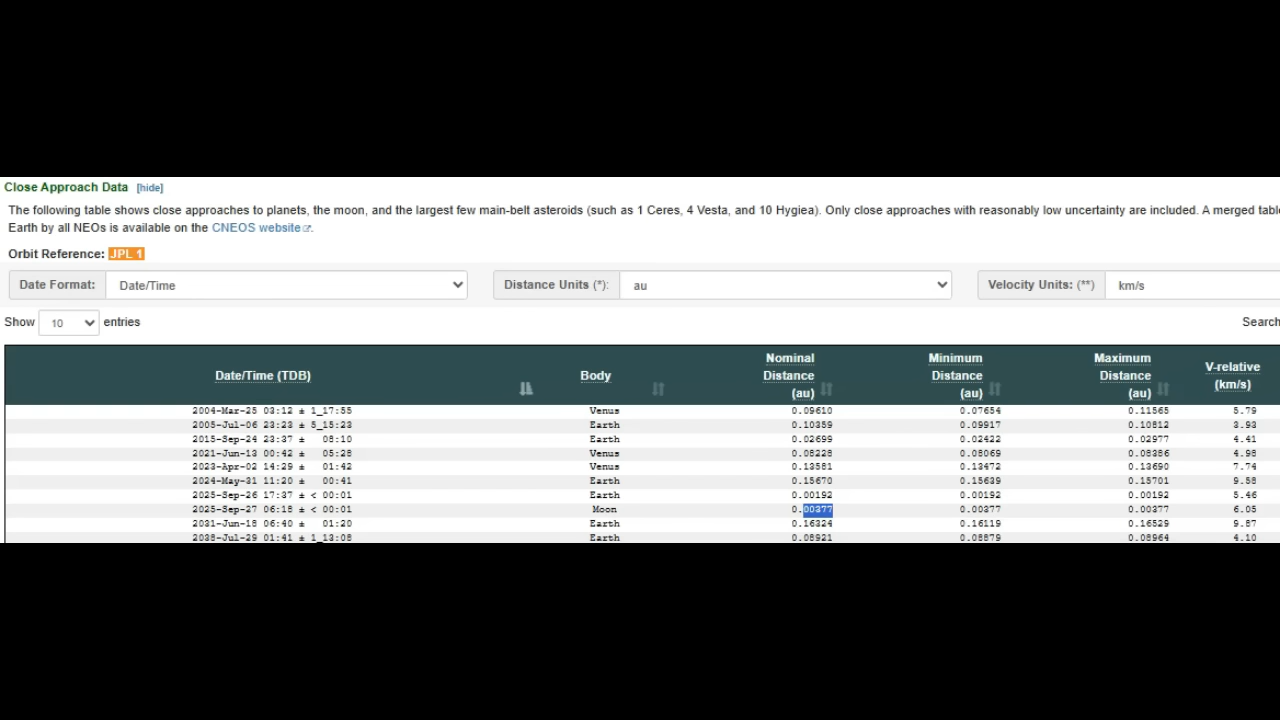 Close Approach Data [hide]
The following table shows close approaches to planets, the moon, and the largest few main-belt asteroids (such as 1 Ceres, 4 Vesta, and 10 Hygiea). Only close approaches with reasonably low uncertainty are included. A merged table
Earth by all NEOs is available on the CNEOS website.
Orbit Reference: JPL 1
Date Format: Date/Time Distance Units (*): au Velocity Units: (**) km/s
Show 10 entries Search
Date/Time (TDB) Body Nominal Distance (au) Minimum Distance (au) Maximum Distance (au) V-relative (km/s)
2004-Mar-25 03:12 ± 1_17:55 Venus 0.09610 0.07654 0.11565 5.79
2005-Jul-06 23:23 ± 5_15:23 Earth 0.10359 0.09917 0.10812 3.93
2015-Sep-24 23:37 ± 08:10 Earth 0.02699 0.02422 0.02977 4.41
2021-Jun-13 00:42 ± 05:28 Venus 0.08228 0.08069 0.08386 4.98
2023-Apr-02 14:29 ± 01:42 Venus 0.13581 0.13472 0.13690 7.74
2024-May-31 11:20 ± 00:41 Earth 0.15670 0.15639 0.15701 9.58
2025-Sep-26 17:37 ± < 00:01 Earth 0.00192 0.00192 0.00192 5.46
2025-Sep-27 06:18 ± < 00:01 Moon 0.00377 0.00377 0.00377 6.05
2031-Jun-18 06:40 ± 01:20 Earth 0.16324 0.16119 0.16529 9.87
2038-Jul-29 01:41 ± 1_13:08 Earth 0.08921 0.08879 0.08964 4.10